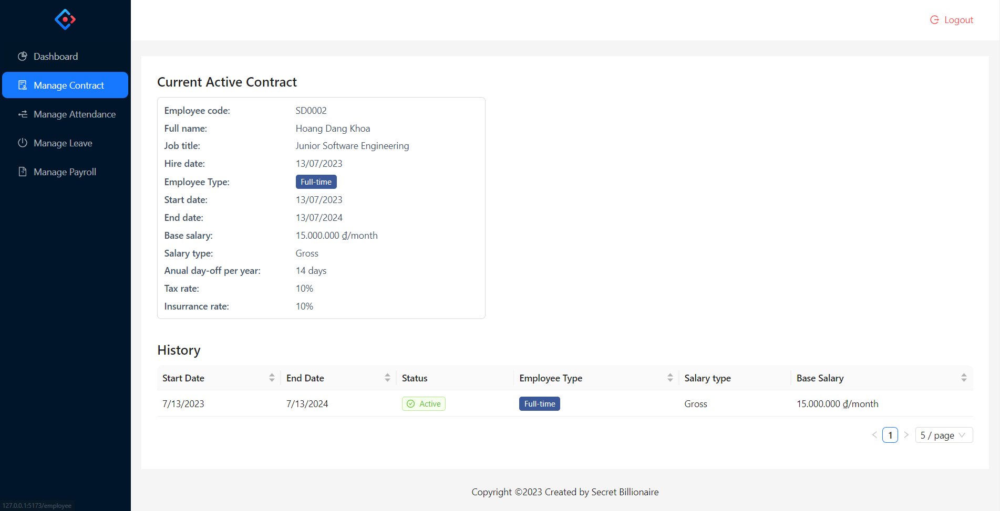 Logout
Dashboard
Manage Contract
Manage Attendance
Manage Leave
Manage Payroll
Current Active Contract
Employee code: SD0002
Full name: Hoang Dang Khoa
Job title: Junior Software Engineering
Hire date: 13/07/2023
Employee Type: Full-time
Start date: 13/07/2023
End date: 13/07/2024
Base salary: 15.000.000 ₫/month
Salary type: Gross
Anual day-off per year: 14 days
Tax rate: 10%
Insurrance rate: 10%
History
Start Date End Date Status Employee Type Salary type Base Salary
7/13/2023 7/13/2024 Active Full-time Gross 15.000.000 ₫/month
1 5 / page
Copyright ©2023 Created by Secret Billionaire
127.0.0.1:5173/employee